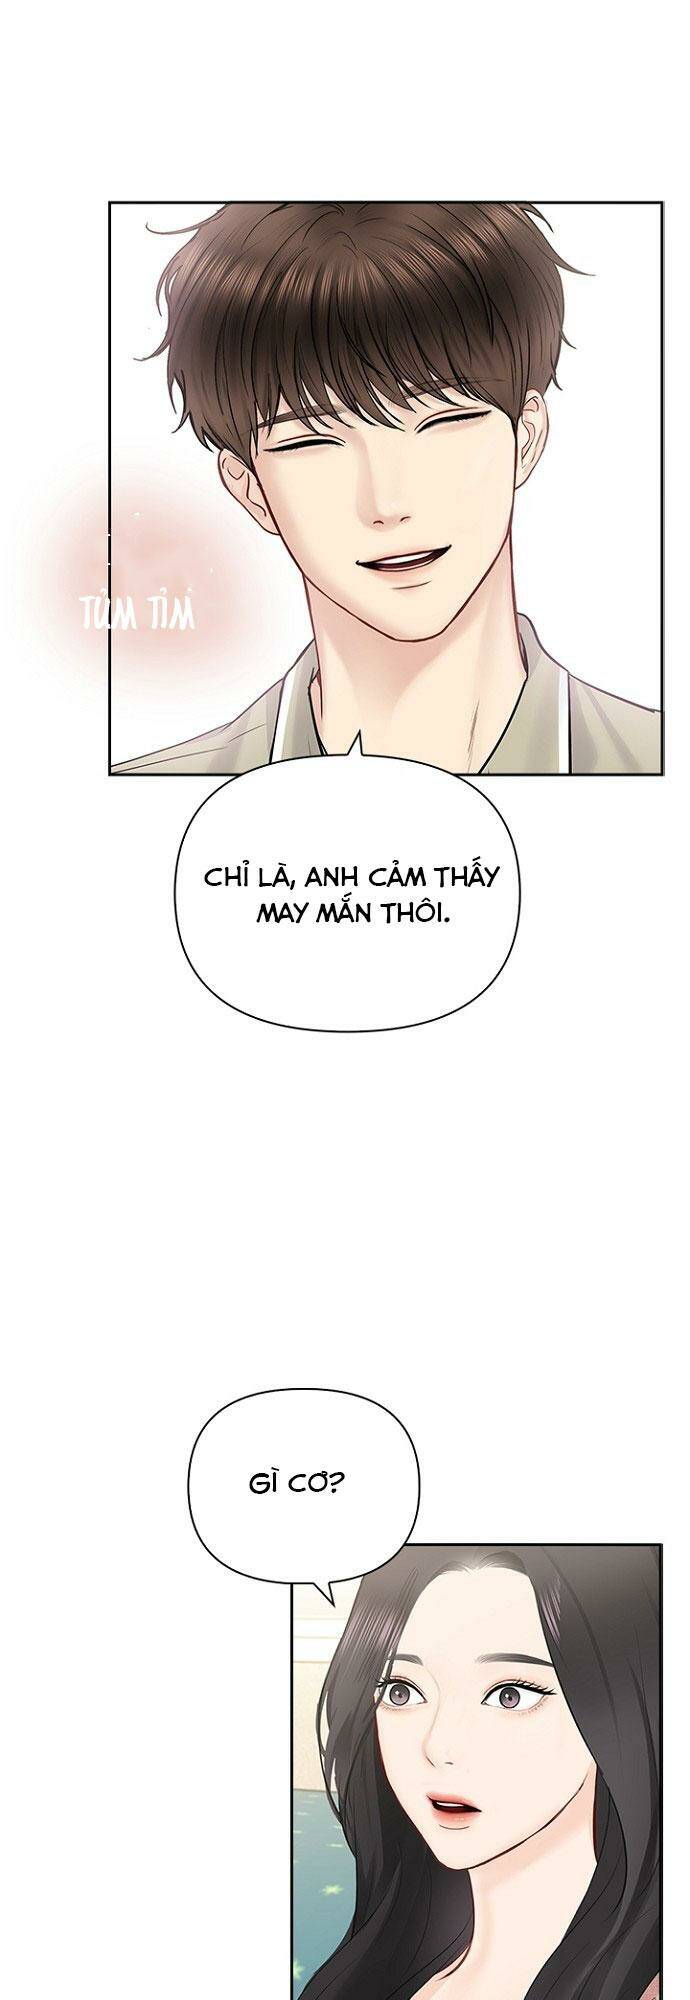 TỦM TỈM
CHỈ LÀ, ANH CẢM THẤY
MAY MẮN THÔI.
GÌ CƠ?